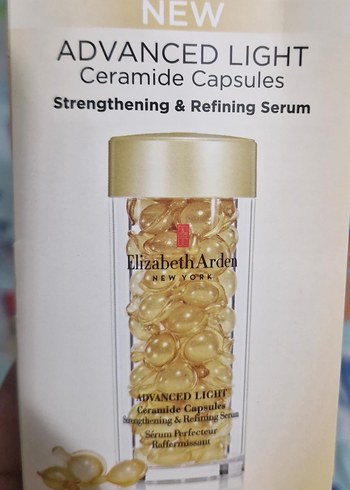 NEW
ADVANCED LIGHT
Ceramide Capsules
Strengthening & Refining Serum
Elizabeth Arden
NEW YORK
ADVANCED LIGHT
Ceramide Capsules
Strengthening & Refining Serum
Sérum Perfecteur
Raffermissant